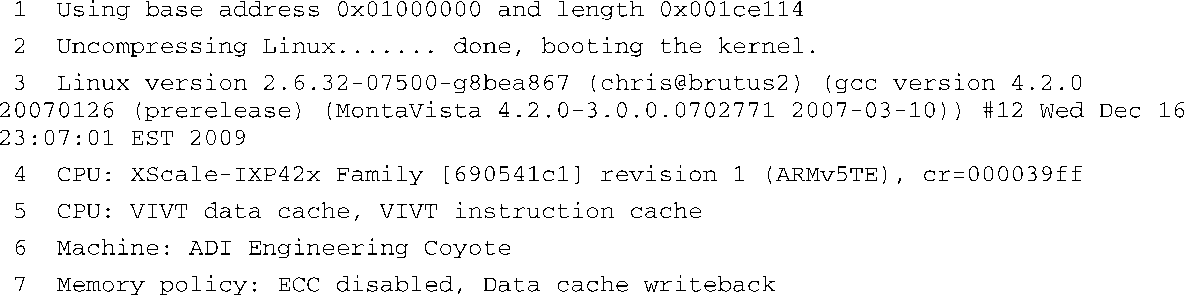 1 Using base address 0x01000000 and length 0x001ce114
2 Uncompressing Linux....... done, booting the kernel.
3 Linux version 2.6.32-07500-g8bea867 (chris@brutus2) (gcc version 4.2.0
20070126 (prerelease) (MontaVista 4.2.0-3.0.0.0702771 2007-03-10)) #12 Wed Dec 16
23:07:01 EST 2009
4 CPU: XScale-IXP42x Family [690541c1] revision 1 (ARMv5TE), cr=000039ff
5 CPU: VIVT data cache, VIVT instruction cache
6 Machine: ADI Engineering Coyote
7 Memory policy: ECC disabled, Data cache writeback